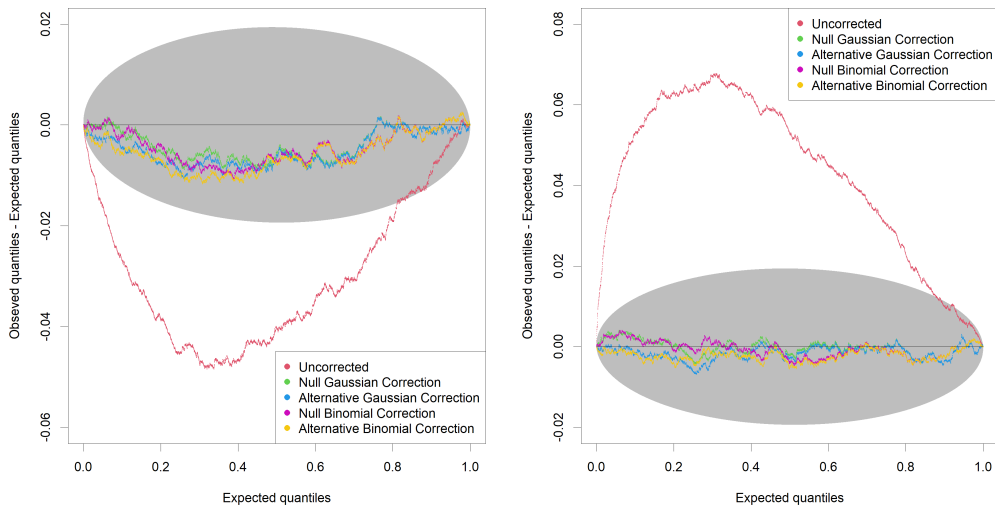 Obseved quantiles - Expected quantiles
0.02
0.00
-0.02
-0.04
-0.06
Uncorrected
Null Gaussian Correction
Alternative Gaussian Correction
Null Binomial Correction
Alternative Binomial Correction
0.0 0.2 0.4 0.6 0.8 1.0
Expected quantiles
Obseved quantiles - Expected quantiles
0.08
0.06
0.04
0.02
0.00
-0.02
Uncorrected
Null Gaussian Correction
Alternative Gaussian Correction
Null Binomial Correction
Alternative Binomial Correction
0.0 0.2 0.4 0.6 0.8 1.0
Expected quantiles